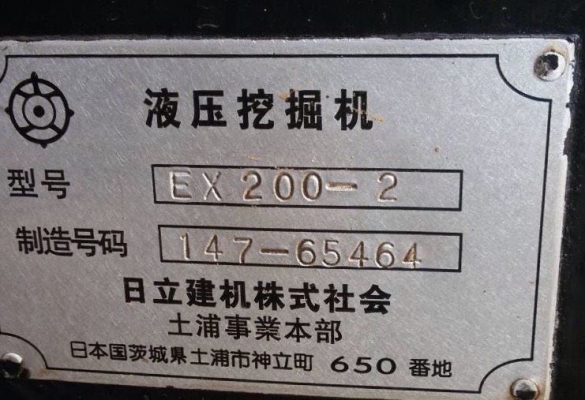 液压挖掘机
型号 EX200-2
制造号码 147-65464
日立建机株式社会
土浦事業本部
日本国茨城県土浦市神立町 650 番地